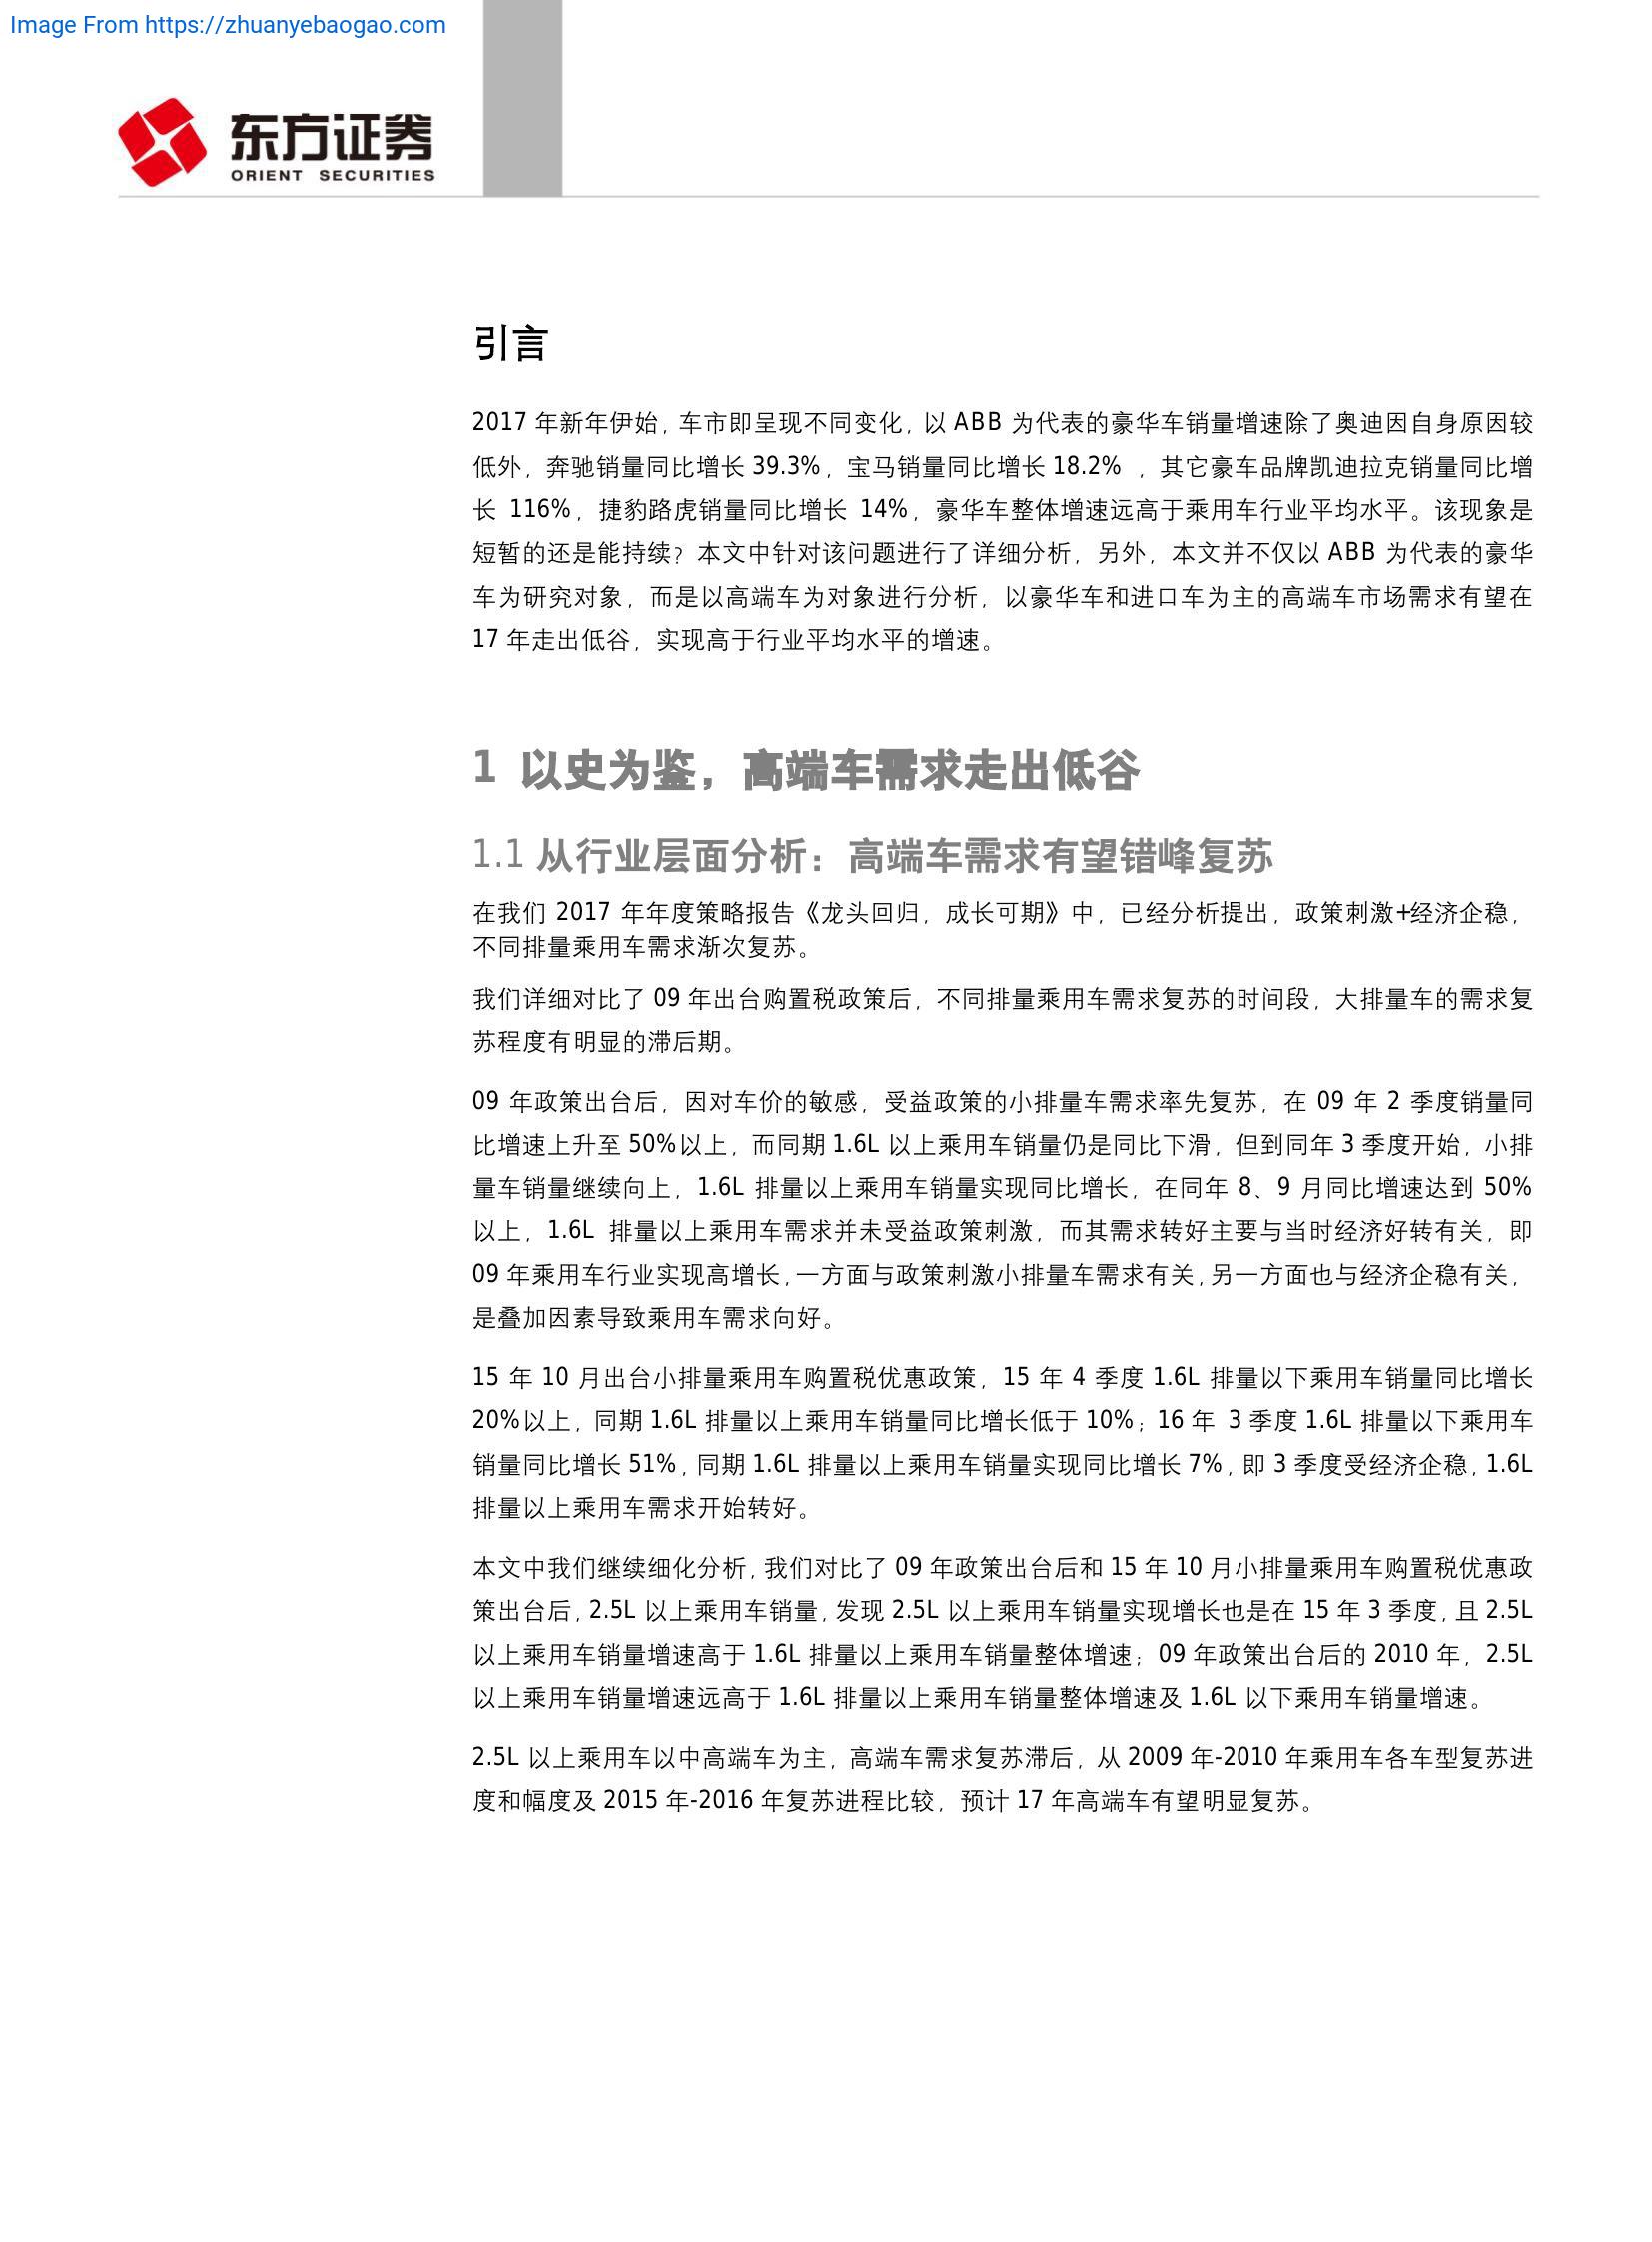 Image From https://zhuanyebaogao.com
东方证券
ORIENT SECURITIES
引言
2017 年新年伊始，车市即呈现不同变化，以 ABB 为代表的豪华车销量增速除了奥迪因自身原因较
低外，奔驰销量同比增长 39.3%，宝马销量同比增长 18.2% ，其它豪车品牌凯迪拉克销量同比增
长 116%，捷豹路虎销量同比增长 14%，豪华车整体增速远高于乘用车行业平均水平。该现象是
短暂的还是能持续？本文中针对该问题进行了详细分析，另外，本文并不仅以 ABB 为代表的豪华
车为研究对象，而是以高端车为对象进行分析，以豪华车和进口车为主的高端车市场需求有望在
17 年走出低谷，实现高于行业平均水平的增速。
1 以史为鉴，高端车需求走出低谷
1.1 从行业层面分析：高端车需求有望错峰复苏
在我们 2017 年年度策略报告《龙头回归，成长可期》中，已经分析提出，政策刺激+经济企稳，
不同排量乘用车需求渐次复苏。
我们详细对比了 09 年出台购置税政策后，不同排量乘用车需求复苏的时间段，大排量车的需求复
苏程度有明显的滞后期。
09 年政策出台后，因对车价的敏感，受益政策的小排量车需求率先复苏，在 09 年 2 季度销量同
比增速上升至 50%以上，而同期 1.6L 以上乘用车销量仍是同比下滑，但到同年 3 季度开始，小排
量车销量继续向上，1.6L 排量以上乘用车销量实现同比增长，在同年 8、9 月同比增速达到 50%
以上，1.6L 排量以上乘用车需求并未受益政策刺激，而其需求转好主要与当时经济好转有关，即
09 年乘用车行业实现高增长，一方面与政策刺激小排量车需求有关，另一方面也与经济企稳有关，
是叠加因素导致乘用车需求向好。
15 年 10 月出台小排量乘用车购置税优惠政策，15 年 4 季度 1.6L 排量以下乘用车销量同比增长
20%以上，同期 1.6L 排量以上乘用车销量同比增长低于 10%；16 年 3 季度 1.6L 排量以下乘用车
销量同比增长 51%，同期 1.6L 排量以上乘用车销量实现同比增长 7%，即 3 季度受经济企稳，1.6L
排量以上乘用车需求开始转好。
本文中我们继续细化分析，我们对比了 09 年政策出台后和 15 年 10 月小排量乘用车购置税优惠政
策出台后，2.5L 以上乘用车销量，发现 2.5L 以上乘用车销量实现增长也是在 15 年 3 季度，且 2.5L
以上乘用车销量增速高于 1.6L 排量以上乘用车销量整体增速；09 年政策出台后的 2010 年，2.5L
以上乘用车销量增速远高于 1.6L 排量以上乘用车销量整体增速及 1.6L 以下乘用车销量增速。
2.5L 以上乘用车以中高端车为主，高端车需求复苏滞后，从 2009 年-2010 年乘用车各车型复苏进
度和幅度及 2015 年-2016 年复苏进程比较，预计 17 年高端车有望明显复苏。